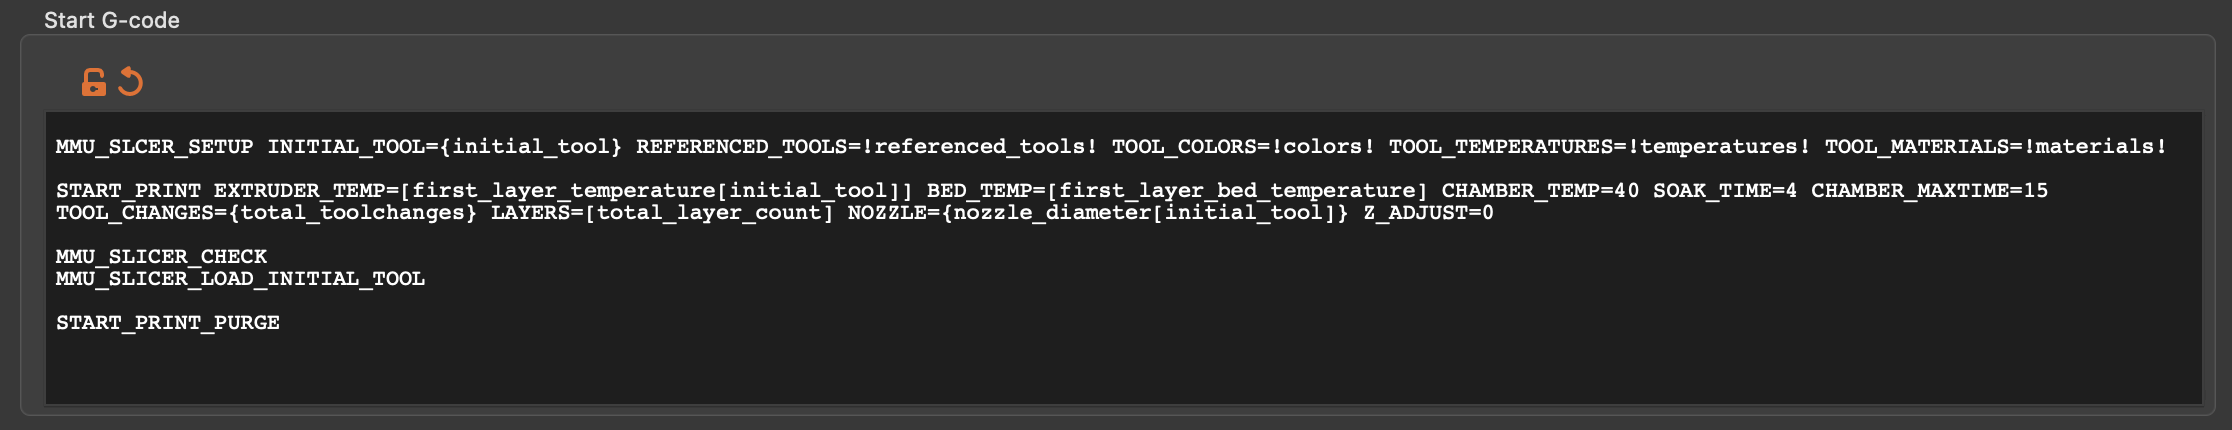 Start G-code
MMU_SLCER_SETUP INITIAL_TOOL={initial_tool} REFERENCED_TOOLS=!referenced_tools! TOOL_COLORS=!colors! TOOL_TEMPERATURES=!temperatures! TOOL_MATERIALS=!materials!
START_PRINT EXTRUDER_TEMP=[first_layer_temperature[initial_tool]] BED_TEMP=[first_layer_bed_temperature] CHAMBER_TEMP=40 SOAK_TIME=4 CHAMBER_MAXTIME=15
TOOL_CHANGES={total_toolchanges} LAYERS=[total_layer_count] NOZZLE={nozzle_diameter[initial_tool]} Z_ADJUST=0
MMU_SLICER_CHECK
MMU_SLICER_LOAD_INITIAL_TOOL
START_PRINT_PURGE